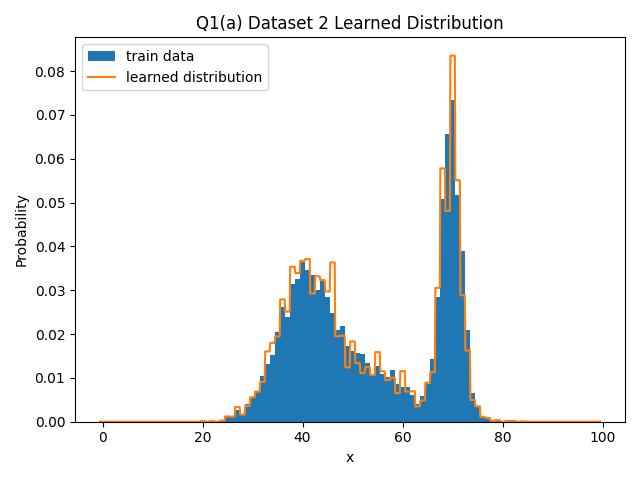 Q1(a) Dataset 2 Learned Distribution
train data
learned distribution
Probability
0.08
0.07
0.06
0.05
0.04
0.03
0.02
0.01
0.00
0 20 40 60 80 100
x